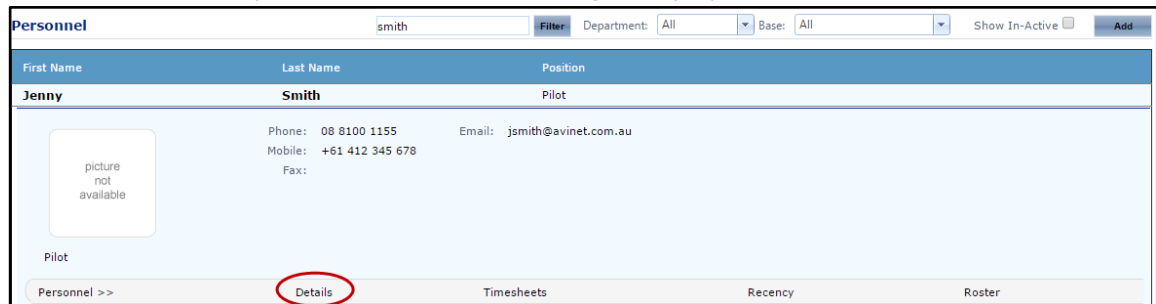 Personnel smith Filter Department: All Base: All Show In-Active Add
First Name Last Name Position
Jenny Smith Pilot
Phone: 08 8100 1155 Email: jsmith@avinet.com.au
Mobile: +61 412 345 678
Fax:
picture
not
available
Pilot
Personnel >> Details Timesheets Recency Roster